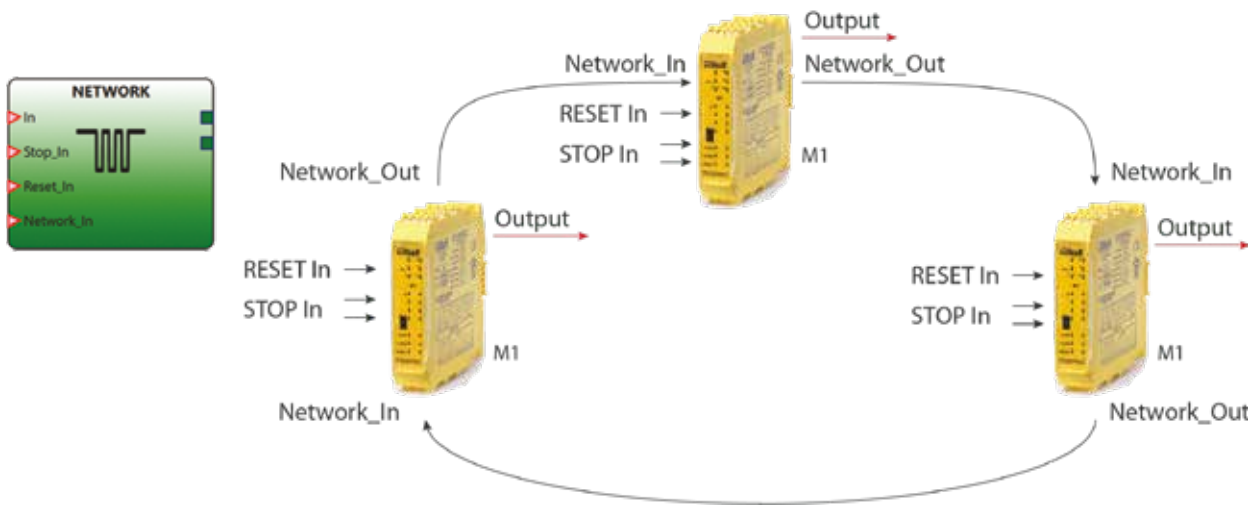 NETWORK
In
Stop_In
Reset_In
Network_In
Output
Network_In
Network_Out
RESET In
STOP In
M1
Network_Out
Output
RESET In
STOP In
M1
Network_In
Network_In
Output
RESET In
STOP In
M1
Network_Out